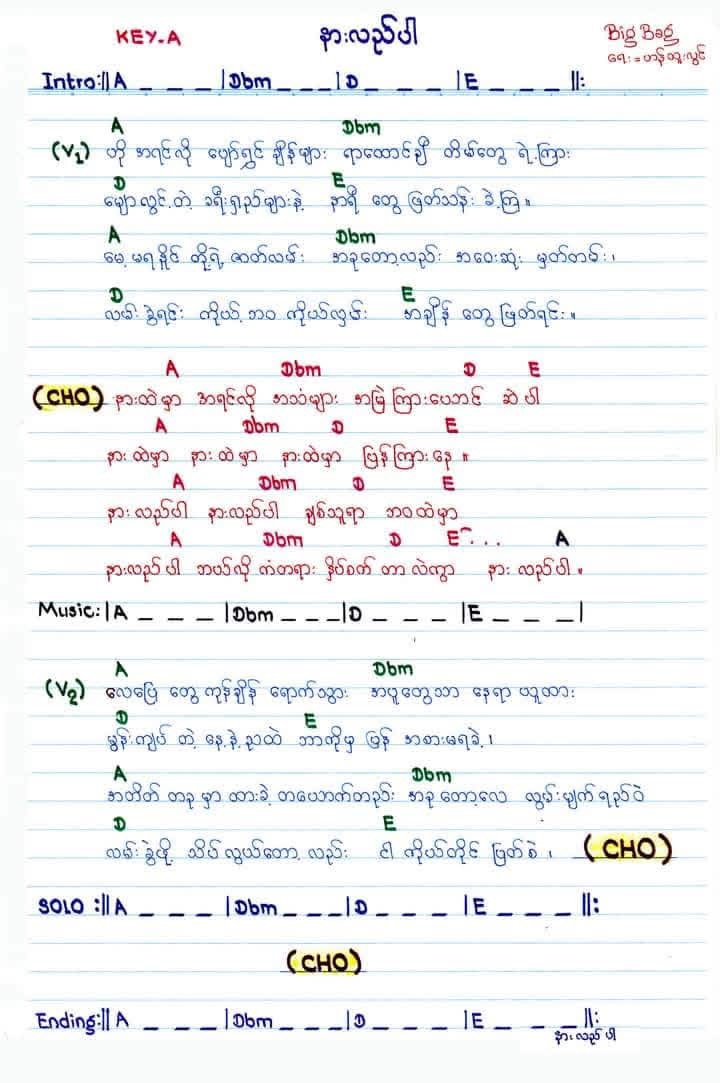 KEY-A နားလည်ပါ Big Bag
ရေး = ဟန်ထူးလွင်
Intro:|| A _ _ _ |Dbm _ _ _ |D _ _ _ |E _ _ _ ||:
A Dbm
(V₁) ဟို အရင်လို ပျော်ရွှင် ချိန်များ ရာထောင်ချီ တိမ်တွေ ရဲ့ကြား
D E
မျောလွင့်တဲ့ ခရီးရှည်များနဲ့ နာရီ တွေ ဖြတ်သန်း ခဲ့ကြ။
A Dbm
မေ့မရနိုင် တို့ရဲ့ ဇာတ်လမ်း အခုတော့လည်း အဝေးဆုံး မှတ်တမ်း၊
D E
လမ်းခွဲရင်း ကိုယ့်ဘဝ ကိုယ်လှမ်း အချိန် တွေ ဖြတ်ရင်း။
A Dbm D E
(CHO) နားထဲမှာ အရင်လို အသံများ အမြဲကြားယောင် ဆဲပါ
A Dbm D E
နားထဲမှာ နားထဲမှာ နားထဲမှာ ပြန်ကြားနေ။
A Dbm D E
နားလည်ပါ နားလည်ပါ ချစ်သူရာ ဘဝထဲမှာ
A Dbm D E... A
နားလည်ပါ ဘယ်လို ကံတရား နှိပ်စက် တာ လဲကွာ နား လည်ပါ။
Music: |A _ _ _ |Dbm _ _ _ |D _ _ _ |E _ _ _ |
A Dbm
(V₂) လေပြေ တွေ ကုန်ချိန် ရောက်သွား အပူတွေသာ နေရာ ယူထား
D E
မွန်းကျပ် တဲ့ နေ့နဲ့ညထဲ ဘာကိုမှ ပြန် အစားမရခဲ့၊
A Dbm
အတိတ် တခု မှာ ထားခဲ့ တယောက်တည်း အခုတော့လေ လွမ်းမျက်ရည်ဝဲ
D E
လမ်းခွဲဖို့ သိပ်လွယ်တော့ လည်း ငါ ကိုယ်တိုင် ဖြတ်စဲ၊ (CHO)
SOLO :|| A _ _ _ |Dbm _ _ _ |D _ _ _ |E _ _ _ ||:
(CHO)
Ending:|| A _ _ _ |Dbm _ _ _ |D _ _ _ |E _ _ _ ||:
နားလည်ပါ